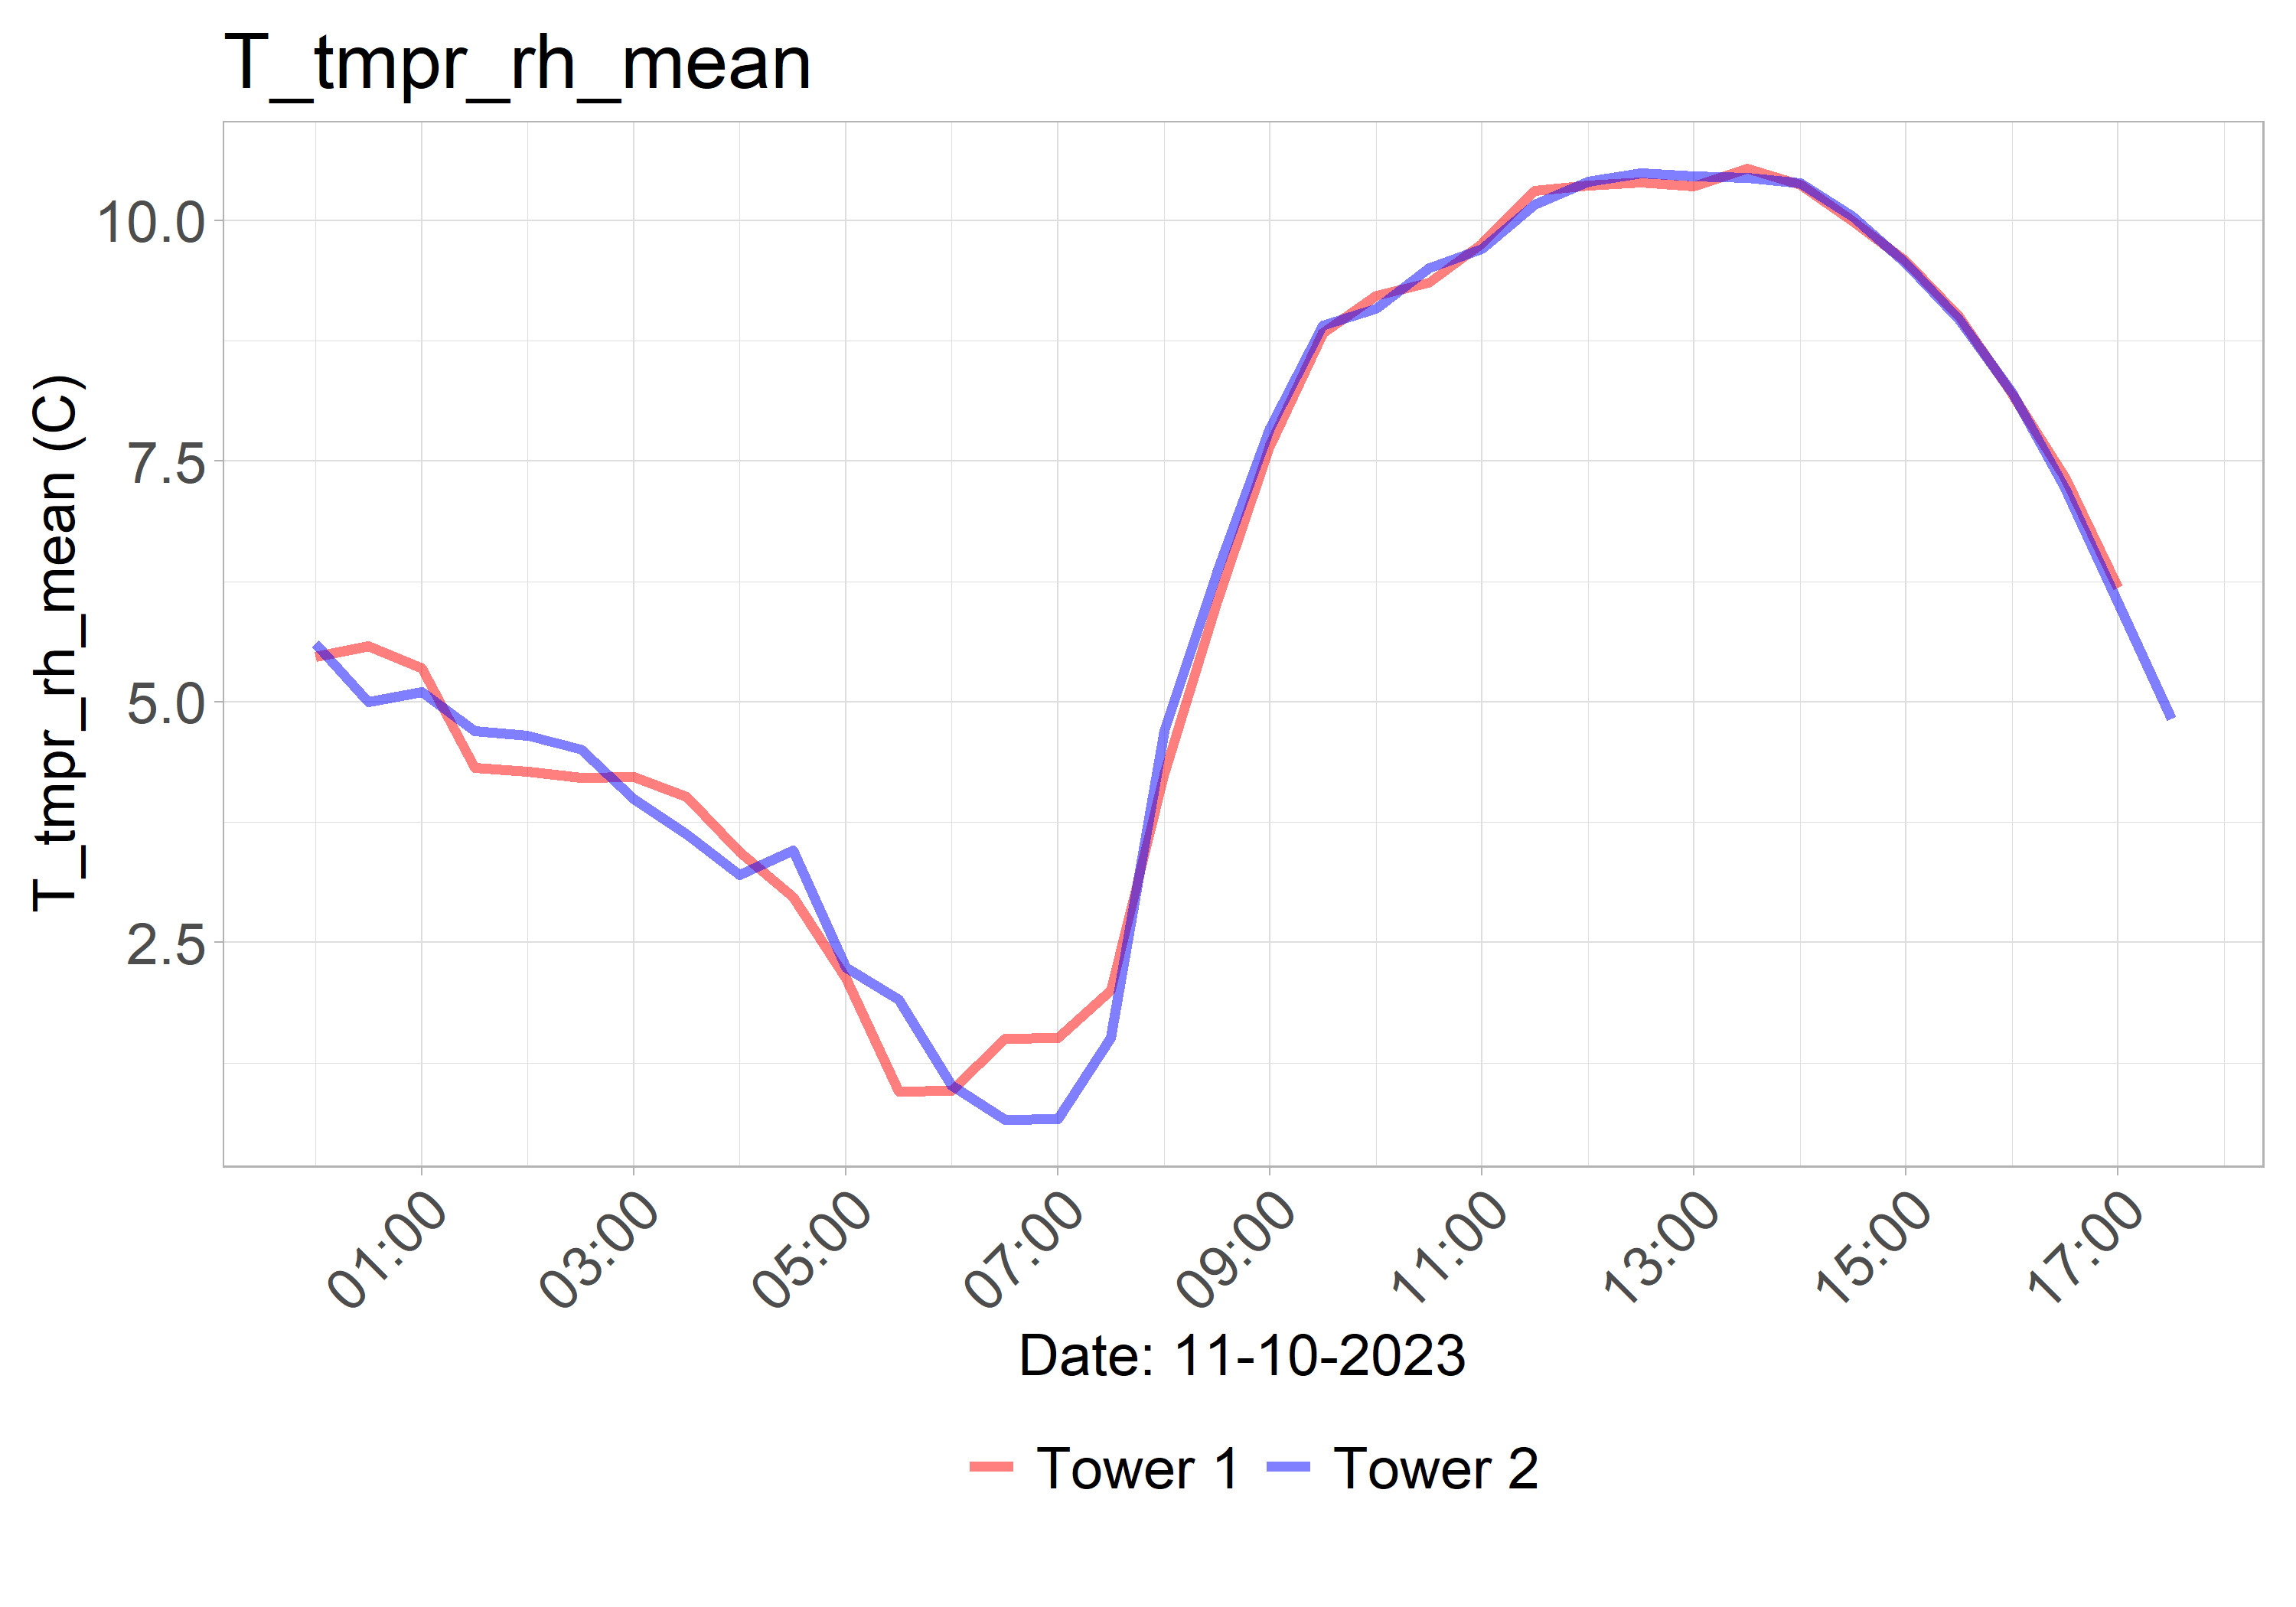 T_tmpr_rh_mean
T_tmpr_rh_mean (C)
10.0
7.5
5.0
2.5
01:00
03:00
05:00
07:00
09:00
11:00
13:00
15:00
17:00
Date: 11-10-2023
Tower 1
Tower 2